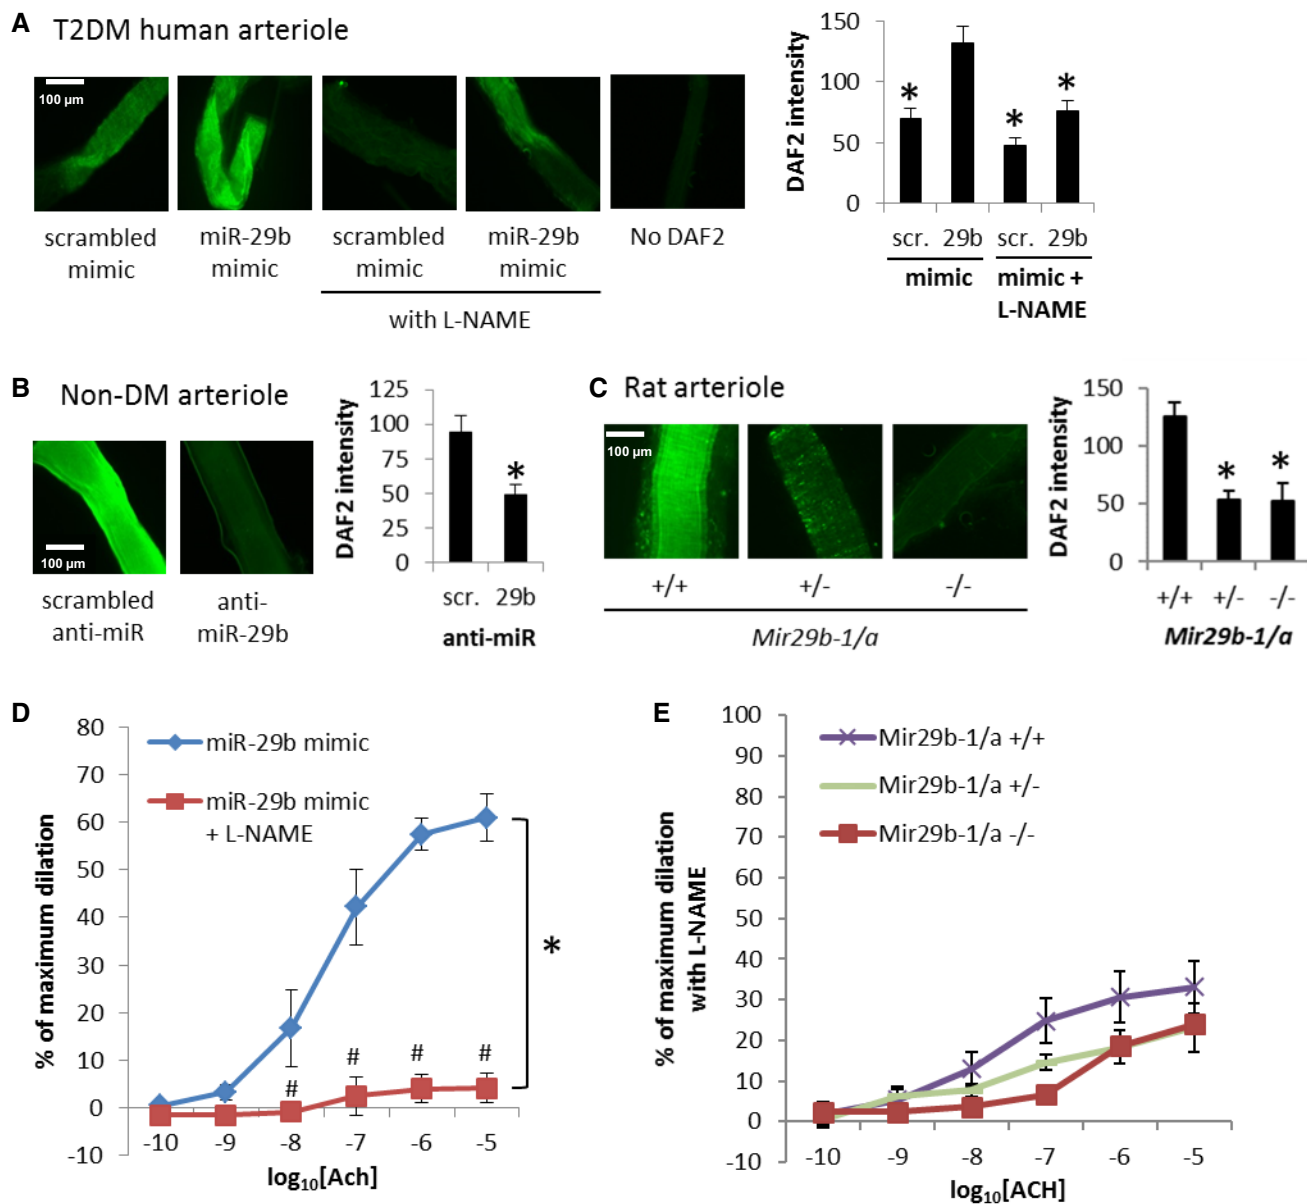 A
T2DM human arteriole
100 µm
scrambled mimic
miR-29b mimic
scrambled mimic
miR-29b mimic
No DAF2
with L-NAME
DAF2 intensity
150
100
50
0
*
*
*
scr. 29b scr. 29b
mimic
mimic + L-NAME
B
Non-DM arteriole
100 µm
scrambled anti-miR
anti-miR-29b
DAF2 intensity
125
100
75
50
25
0
*
scr. 29b
anti-miR
C
Rat arteriole
100 µm
+/+ +/- -/-
Mir29b-1/a
DAF2 intensity
150
100
50
0
* *
+/+ +/- -/-
Mir29b-1/a
D
% of maximum dilation
80
70
60
50
40
30
20
10
0
-10
miR-29b mimic
miR-29b mimic
+ L-NAME
# # # #
*
-10 -9 -8 -7 -6 -5
log10[Ach]
E
% of maximum dilation
with L-NAME
100
90
80
70
60
50
40
30
20
10
0
-10
Mir29b-1/a +/+
Mir29b-1/a +/-
Mir29b-1/a -/-
-10 -9 -8 -7 -6 -5
log10[ACH]